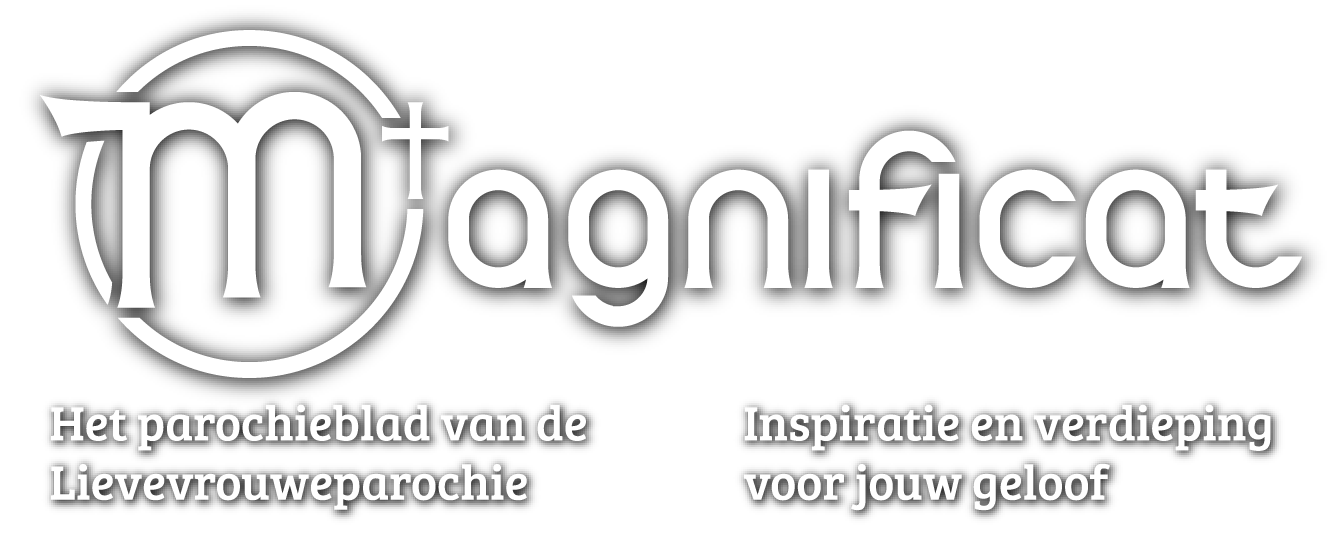 Magnificat
Het parochieblad van de
Lievevrouweparochie
Inspiratie en verdieping
voor jouw geloof